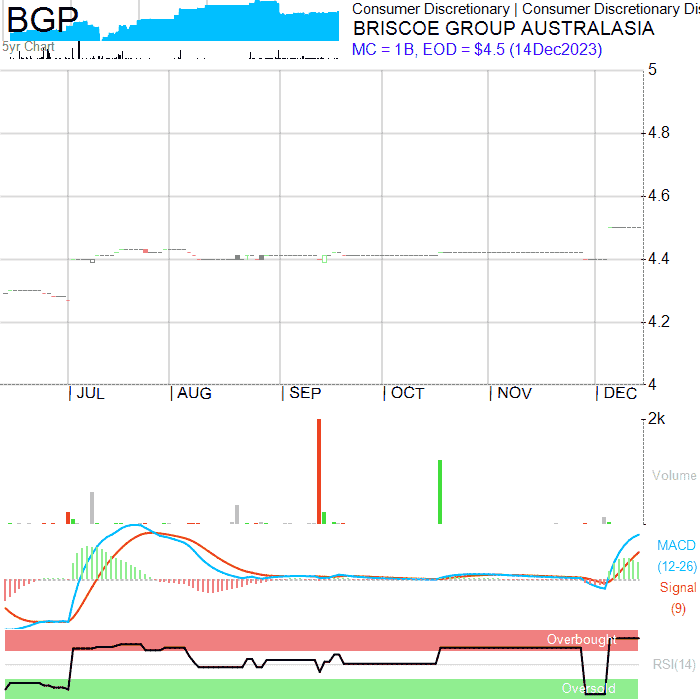 BGP
Consumer Discretionary | Consumer Discretionary Dis
BRISCOE GROUP AUSTRALASIA
5yr Chart
MC = 1B, EOD = $4.5 (14Dec2023)
5
4.8
4.6
4.4
4.2
4
| JUL | AUG | SEP | OCT | NOV | DEC
2k
Volume
MACD
(12-26)
Signal
(9)
Overbought
RSI(14)
Oversold